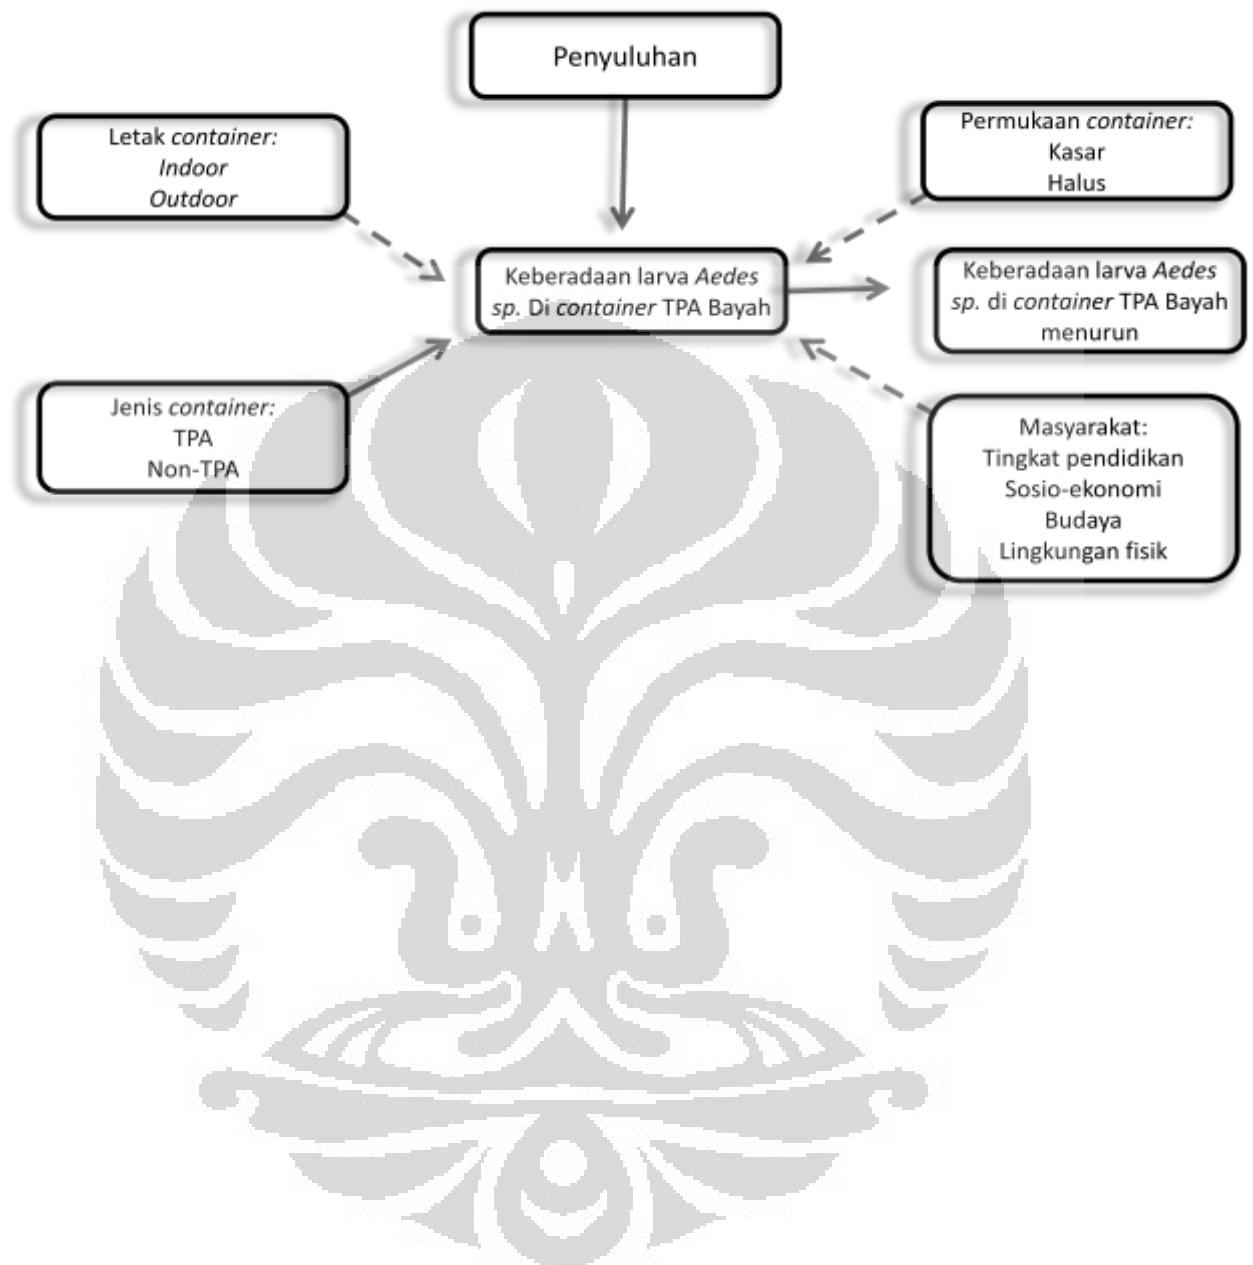 Penyuluhan
Letak container:
Indoor
Outdoor
Permukaan container:
Kasar
Halus
Keberadaan larva Aedes
sp. Di container TPA Bayah
Keberadaan larva Aedes
sp. di container TPA Bayah
menurun
Jenis container:
TPA
Non-TPA
Masyarakat:
Tingkat pendidikan
Sosio-ekonomi
Budaya
Lingkungan fisik